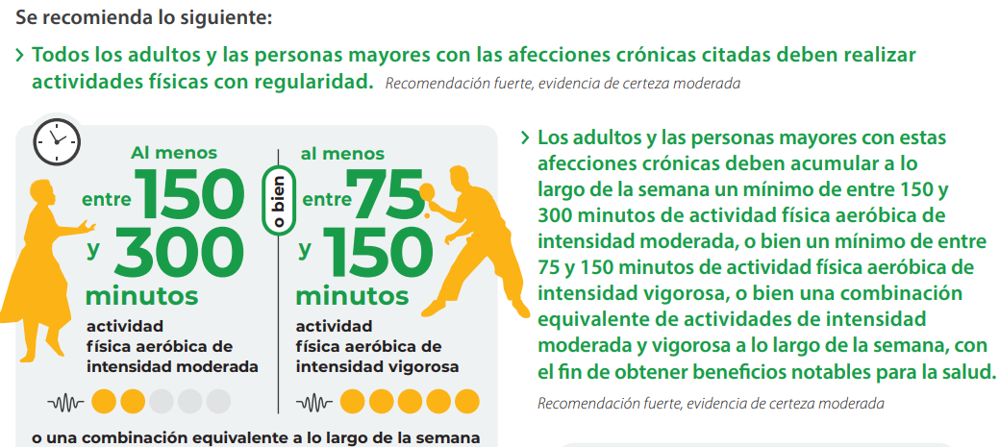 Se recomienda lo siguiente:
› Todos los adultos y las personas mayores con las afecciones crónicas citadas deben realizar
actividades físicas con regularidad. Recomendación fuerte, evidencia de certeza moderada
Al menos
entre 150
y 300
minutos
actividad
física aeróbica de
intensidad moderada
o bien
al menos
entre 75
y 150
minutos
actividad
física aeróbica de
intensidad vigorosa
o una combinación equivalente a lo largo de la semana
› Los adultos y las personas mayores con estas
afecciones crónicas deben acumular a lo
largo de la semana un mínimo de entre 150 y
300 minutos de actividad física aeróbica de
intensidad moderada, o bien un mínimo de entre
75 y 150 minutos de actividad física aeróbica de
intensidad vigorosa, o bien una combinación
equivalente de actividades de intensidad
moderada y vigorosa a lo largo de la semana, con
el fin de obtener beneficios notables para la salud.
Recomendación fuerte, evidencia de certeza moderada